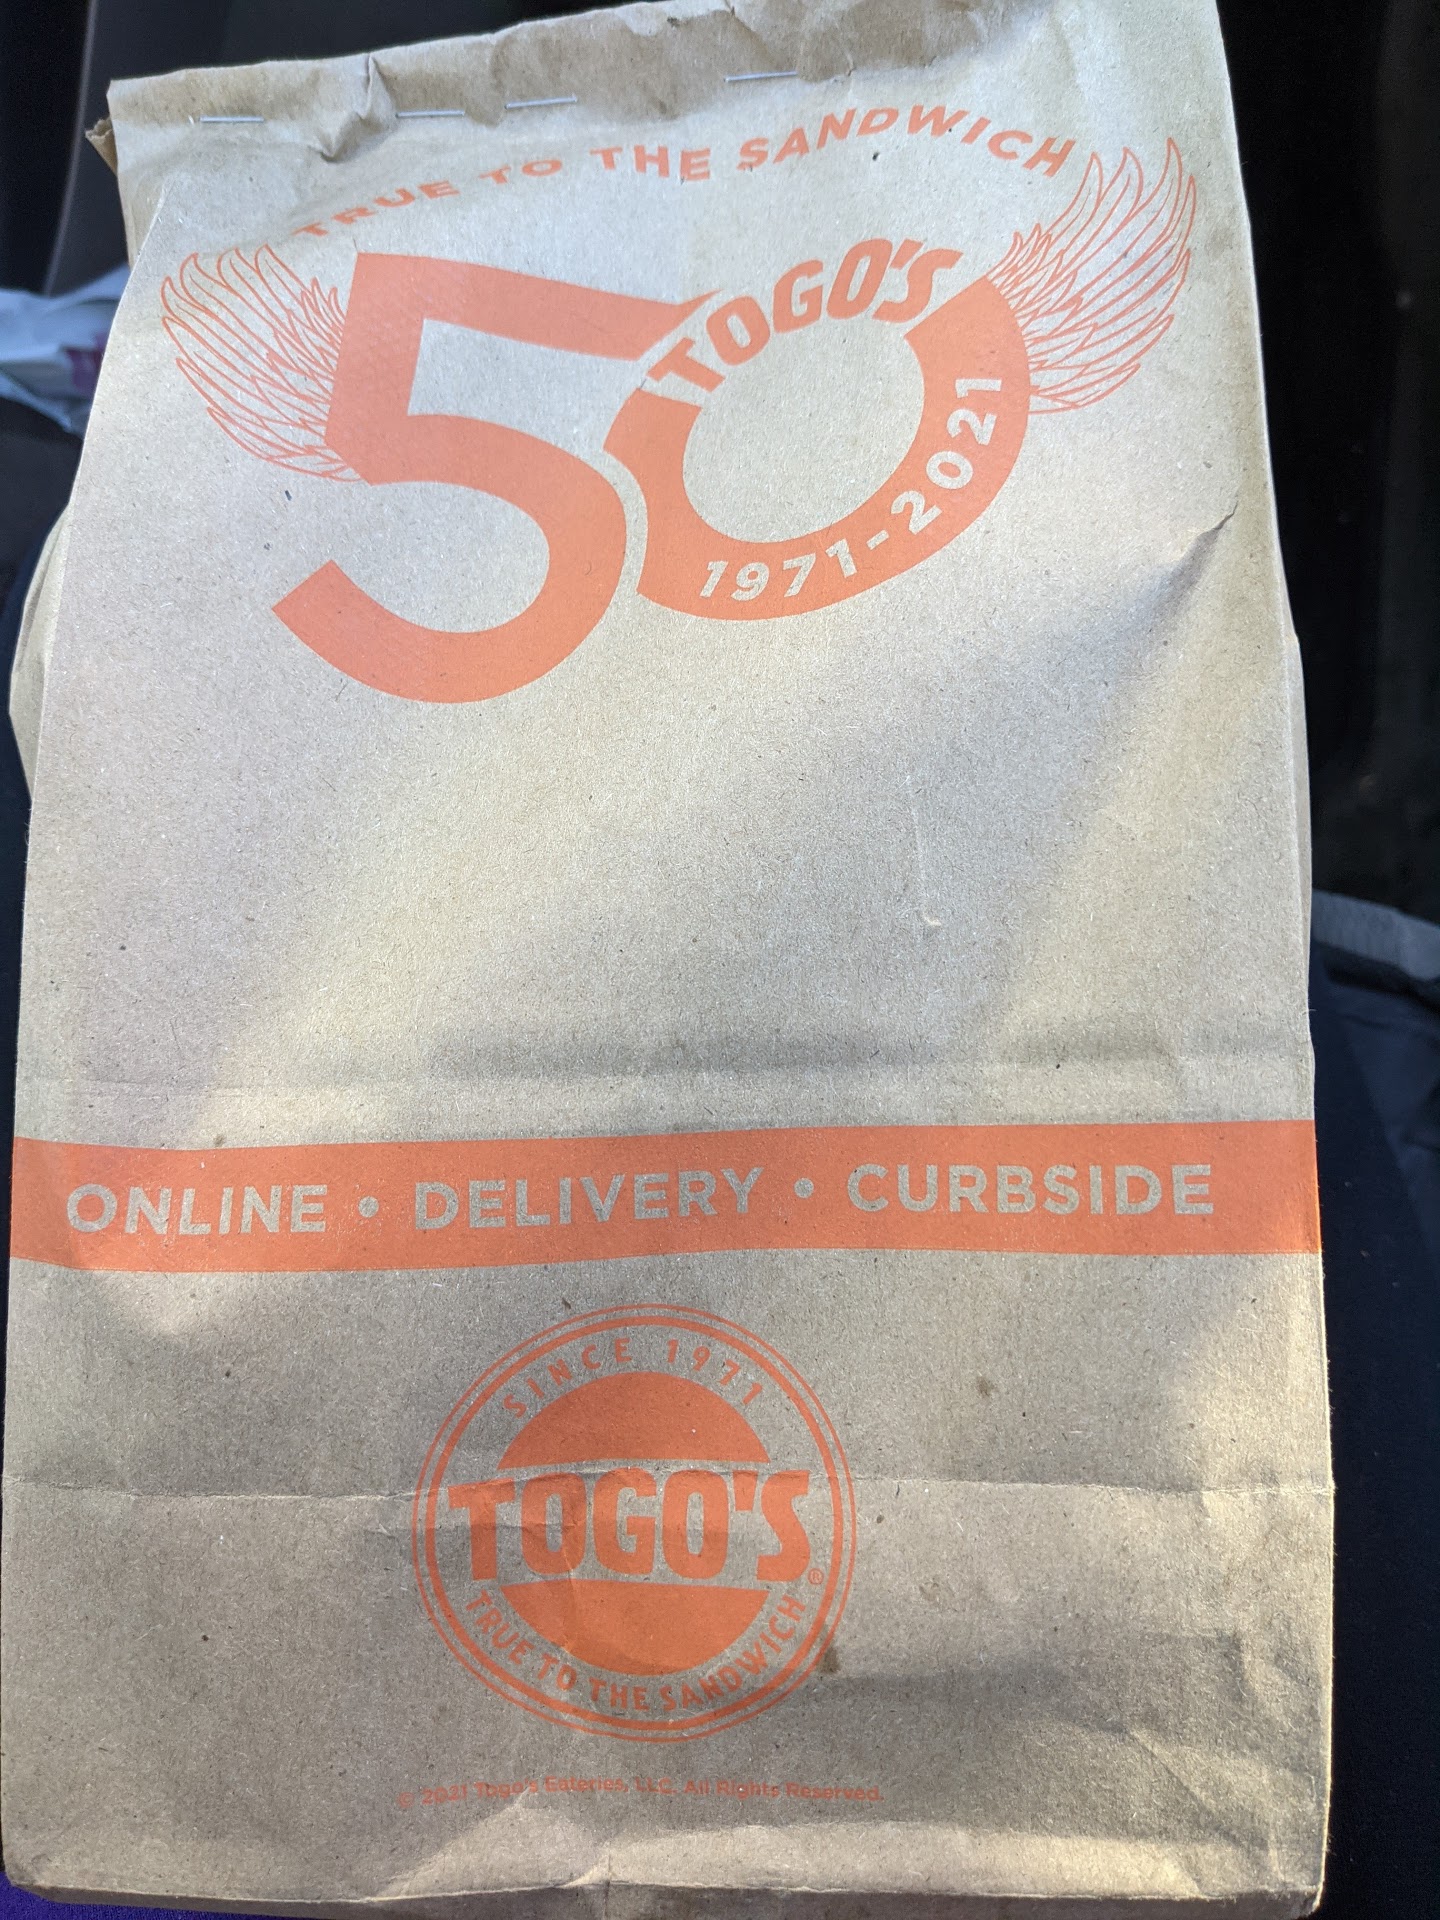 TRUE TO THE SANDWICH
50
TOGO'S
1971-2021
ONLINE • DELIVERY • CURBSIDE
SINCE 1971
TOGO'S®
TRUE TO THE SANDWICH
© 2021 Togo's Eateries, LLC. All Rights Reserved.